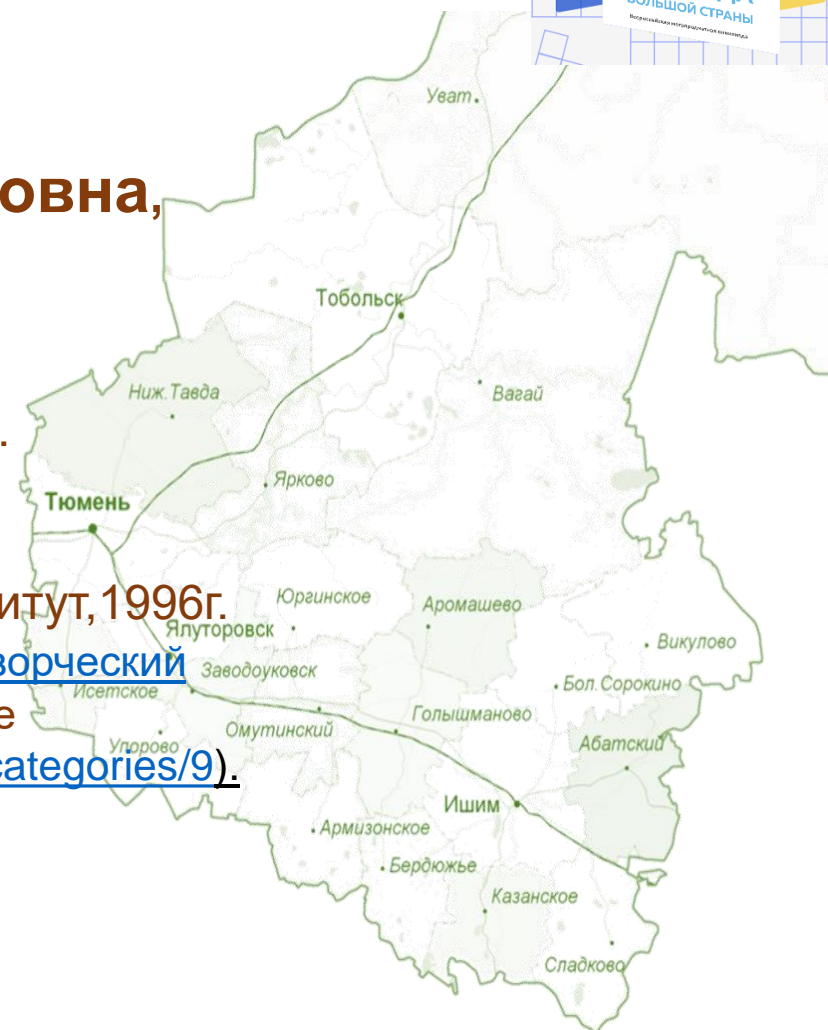 БОЛЬШОЙ СТРАНЫ
Уват
овна,
Тобольск
Ниж.Тавда
Вагай
.
Ярково
Тюмень
итут,1996г.
Юргинское
Аромашево
Ялуторовск
Викулово
ворческий
Заводоуковск
Исетское
Бол.Сорокино
е
Голышманово
Омутинский
Упорово
Абатский
categories/9).
Ишим
Армизонское
Бердюжье
Казанское
Сладково